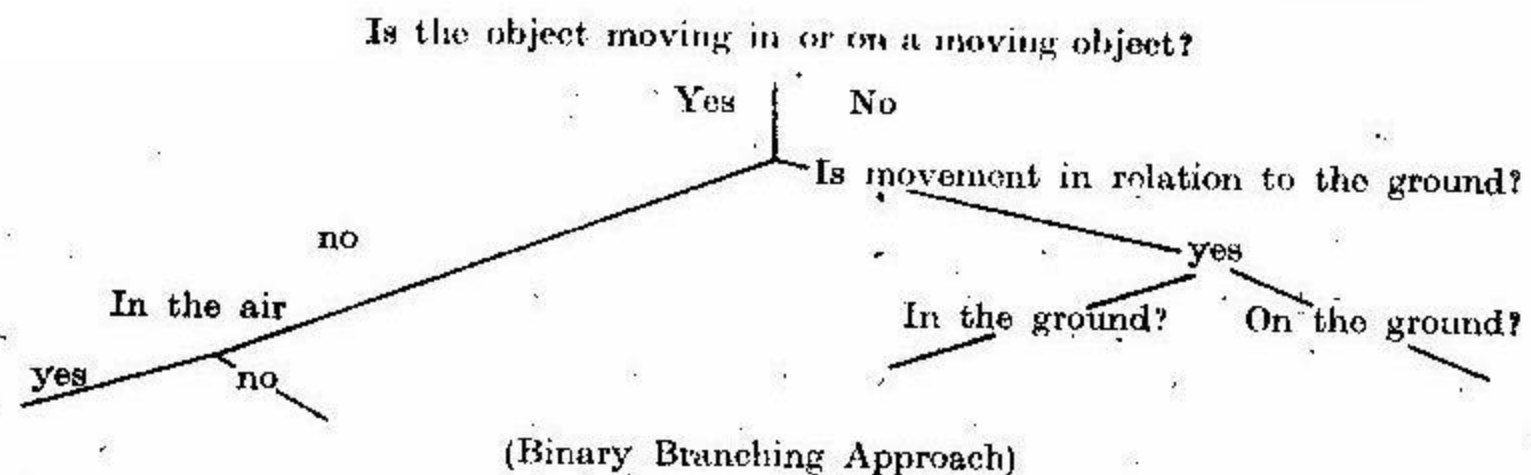 Is the object moving in or on a moving object?
Yes No
Is movement in relation to the ground?
no
yes
In the air
In the ground? On the ground?
yes no
(Binary Branching Approach)